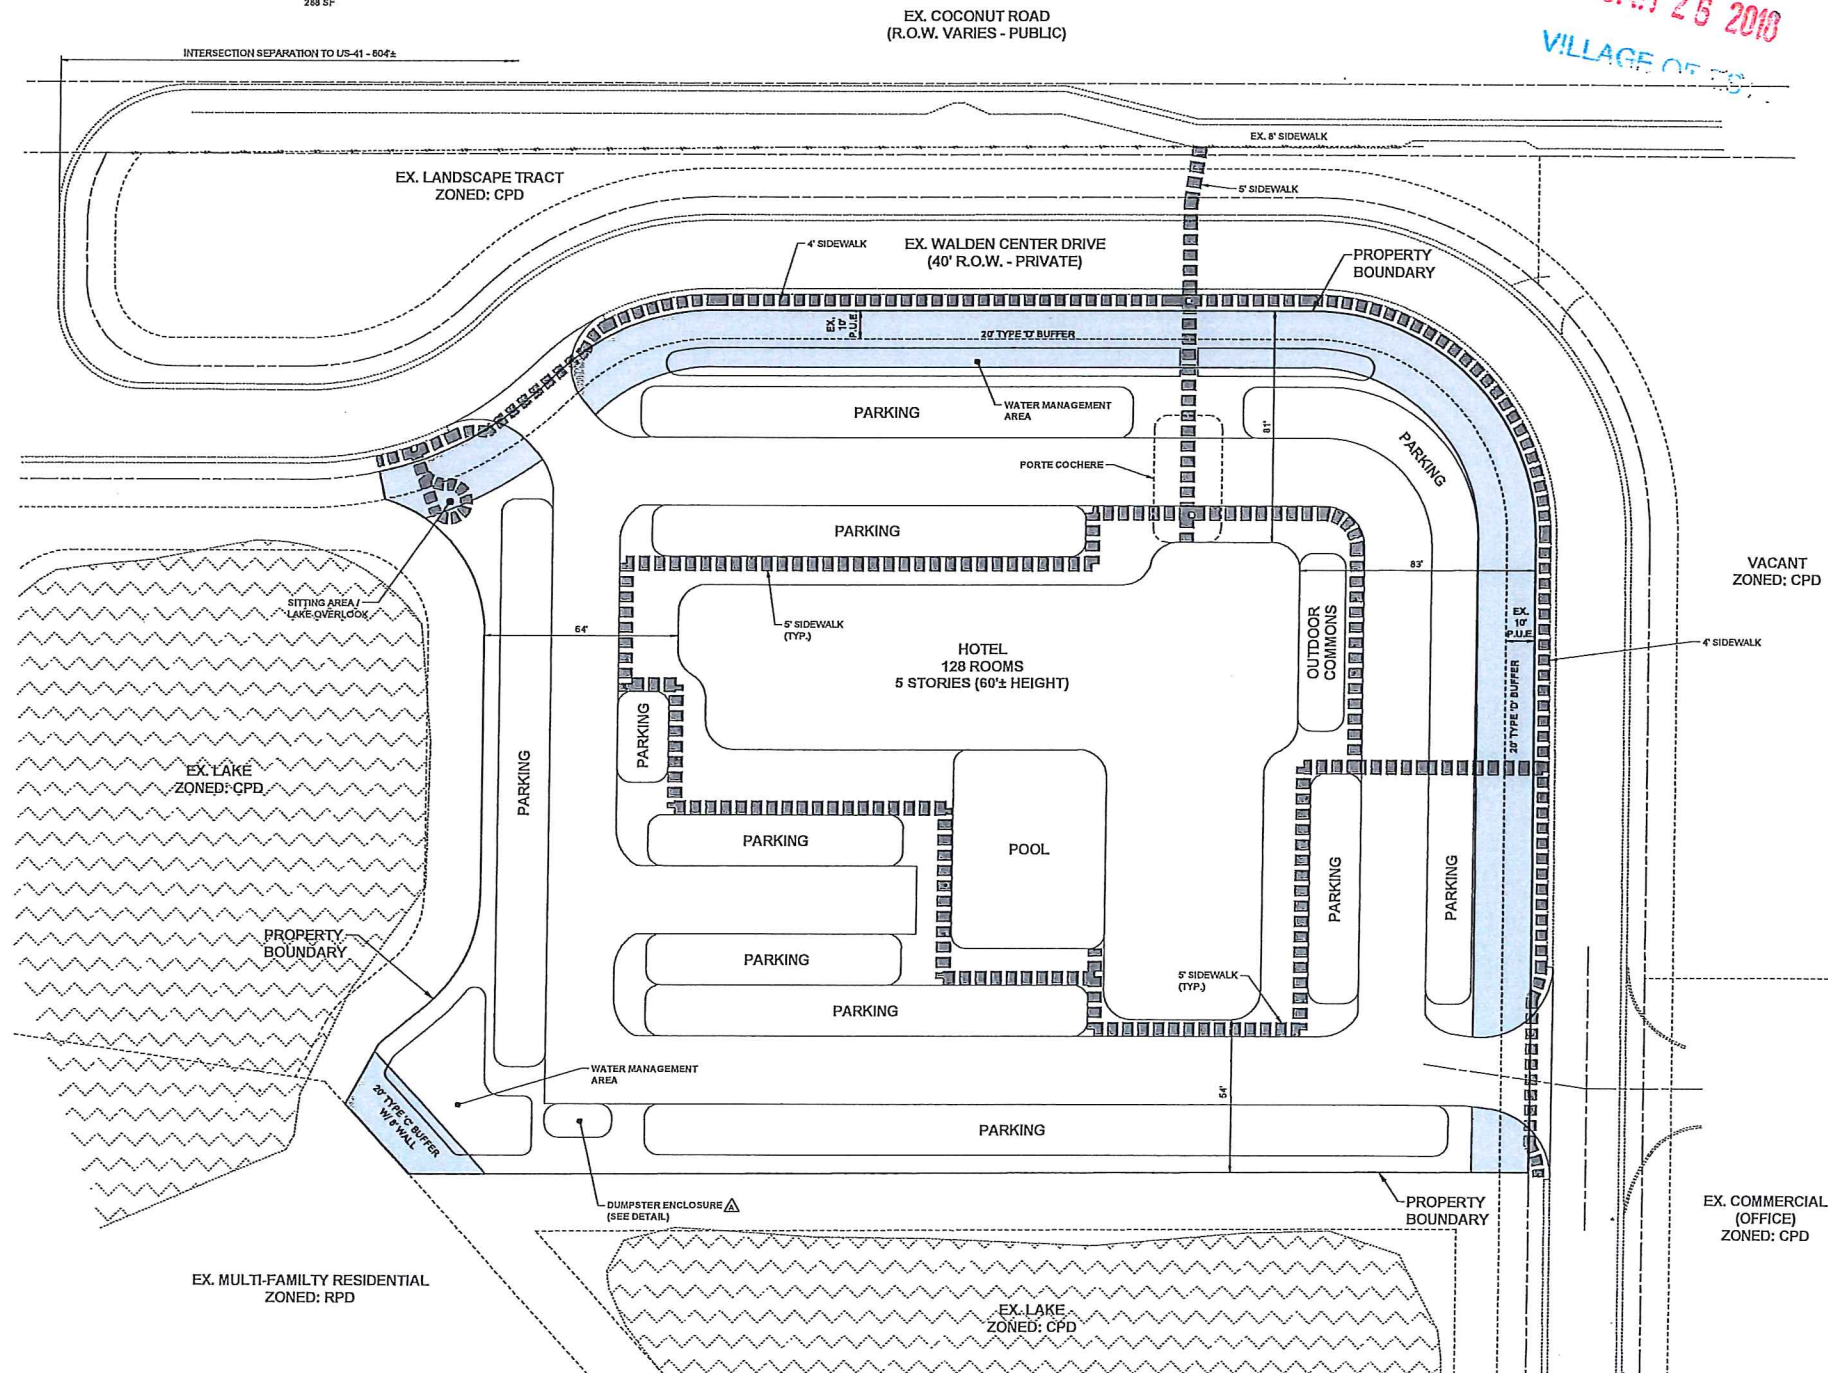 288 SF
EX. COCONUT ROAD
(R.O.W. VARIES - PUBLIC)
25 2018
VILLAGE OF ES
INTERSECTION SEPARATION TO US-41 - 604'±
EX. 8' SIDEWALK
EX. LANDSCAPE TRACT
ZONED: CPD
5' SIDEWALK
4' SIDEWALK
EX. WALDEN CENTER DRIVE
(40' R.O.W. - PRIVATE)
PROPERTY
BOUNDARY
EX.
10'
P.U.E
20' TYPE 'D' BUFFER
WATER MANAGEMENT
AREA
PARKING
81'
PARKING
PORTE COCHERE
PARKING
SITTING AREA /
LAKE OVERLOOK
64'
5' SIDEWALK
(TYP.)
HOTEL
128 ROOMS
5 STORIES (60'± HEIGHT)
OUTDOOR
COMMONS
83'
EX.
10'
P.U.E.
20' TYPE 'D' BUFFER
VACANT
ZONED: CPD
4' SIDEWALK
PARKING
PARKING
EX. LAKE
ZONED: CPD
PARKING
POOL
PARKING
PARKING
PROPERTY
BOUNDARY
PARKING
5' SIDEWALK
(TYP.)
PARKING
WATER MANAGEMENT
AREA
54'
20' TYPE 'C' BUFFER
W/ 8' WALL
PARKING
DUMPSTER ENCLOSURE A
(SEE DETAIL)
PROPERTY
BOUNDARY
EX. COMMERCIAL
(OFFICE)
ZONED: CPD
EX. MULTI-FAMILTY RESIDENTIAL
ZONED: RPD
EX. LAKE
ZONED: CPD